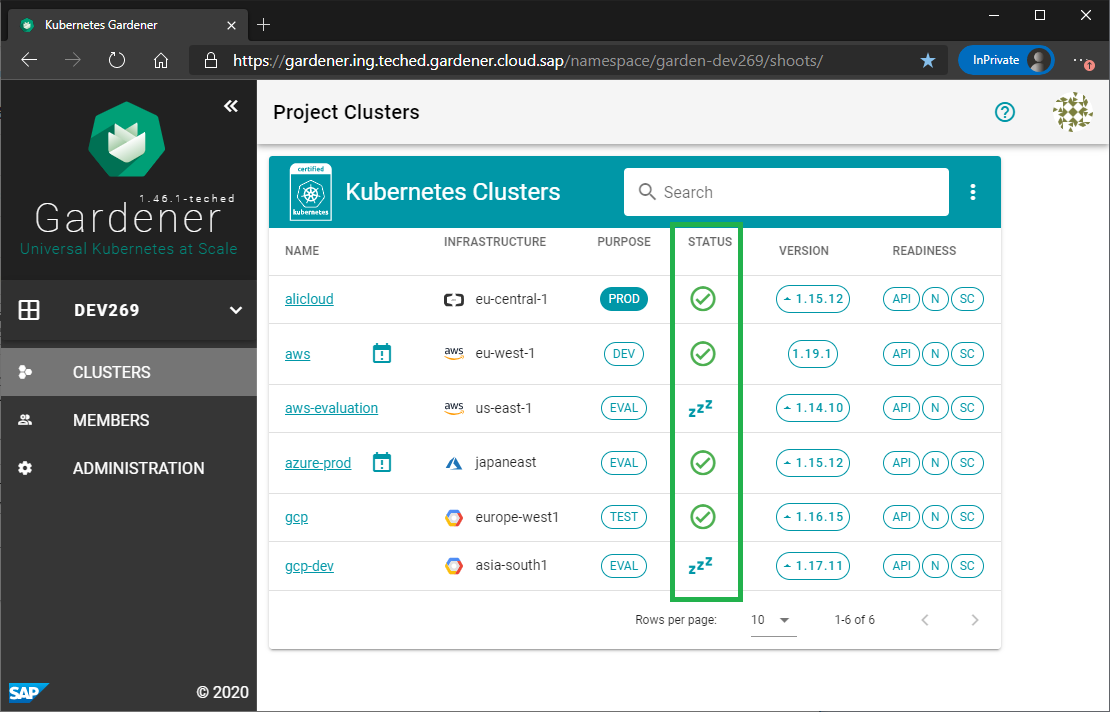 Kubernetes Gardener
https://gardener.ing.teched.gardener.cloud.sap/namespace/garden-dev269/shoots/
InPrivate
1.46.1-teched
Gardener
Universal Kubernetes at Scale
DEV269
CLUSTERS
MEMBERS
ADMINISTRATION
SAP
© 2020
Project Clusters
certified
kubernetes
Kubernetes Clusters
Search
NAME INFRASTRUCTURE PURPOSE STATUS VERSION READINESS
alicloud eu-central-1 PROD 1.15.12 API N SC
aws aws eu-west-1 DEV 1.19.1 API N SC
aws-evaluation aws us-east-1 EVAL zzZ 1.14.10 API N SC
azure-prod japaneast EVAL 1.15.12 API N SC
gcp europe-west1 TEST 1.16.15 API N SC
gcp-dev asia-south1 EVAL zzZ 1.17.11 API N SC
Rows per page: 10 1-6 of 6